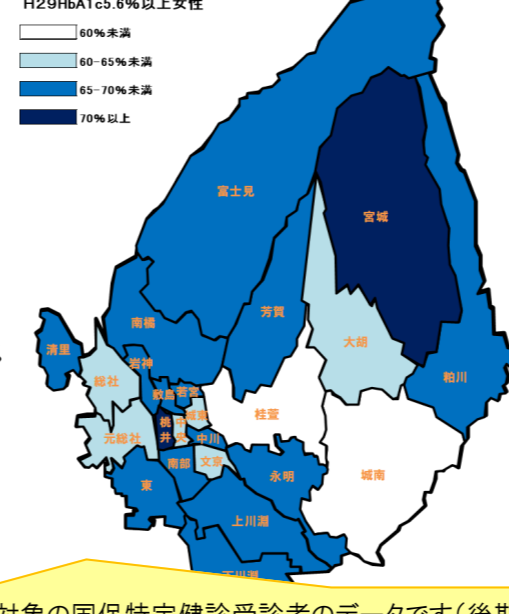 H29HbA1c5.6%以上女性
60%未満
60-65%未満
65-70%未満
70%以上
富士見
宮城
芳賀
南橘
大胡
清里
岩神
粕川
総社
敷島
若宮
城東
桂萱
桃井
中央
元総社
中川
城南
南部
文京
永明
東
上川淵
下川淵
対象の国保特定健診受診者のデータです(後期